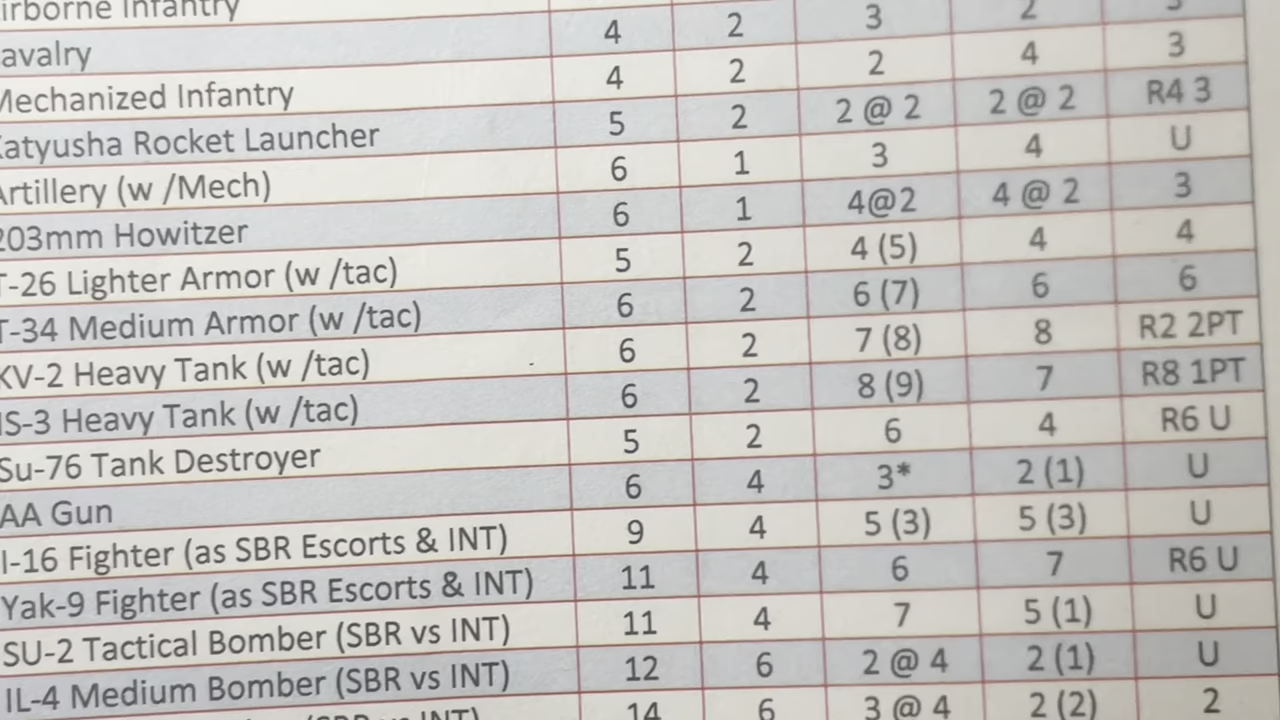 Infantry
avalry 4 2 3 2
Mechanized Infantry 4 2 2 4 3
atyusha Rocket Launcher 5 2 2 @ 2 2 @ 2 R4 3
Artillery (w /Mech) 6 1 3 4 U
203mm Howitzer 6 1 4@2 4 @ 2 3
T-26 Lighter Armor (w /tac) 5 2 4 (5) 4 4
T-34 Medium Armor (w /tac) 6 2 6 (7) 6 6
KV-2 Heavy Tank (w /tac) 6 2 7 (8) 8 R2 2PT
IS-3 Heavy Tank (w /tac) 6 2 8 (9) 7 R8 1PT
Su-76 Tank Destroyer 5 2 6 4 R6 U
AA Gun 6 4 3* 2 (1) U
I-16 Fighter (as SBR Escorts & INT) 9 4 5 (3) 5 (3) U
Yak-9 Fighter (as SBR Escorts & INT) 11 4 6 7 R6 U
SU-2 Tactical Bomber (SBR vs INT) 11 4 7 5 (1) U
IL-4 Medium Bomber (SBR vs INT) 12 6 2 @ 4 2 (1) U
14 6 3 @ 4 2 (2) 2